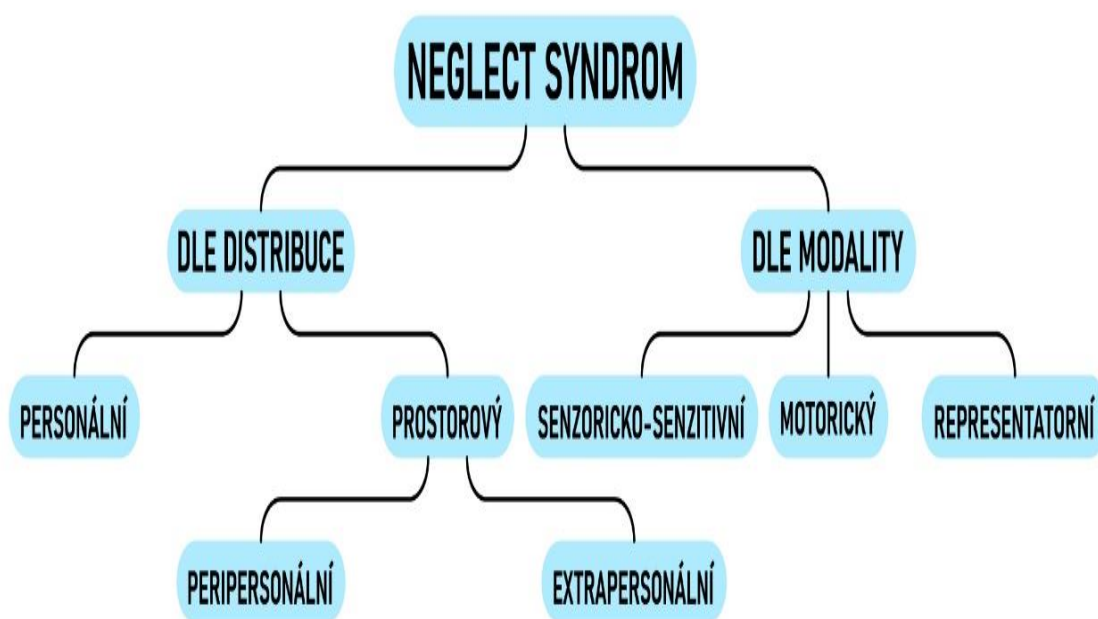 NEGLECT SYNDROM
DLE DISTRIBUCE
DLE MODALITY
PERSONÁLNÍ
PROSTOROVÝ
SENZORICKO-SENZITIVNÍ
MOTORICKÝ
REPRESENTATORNÍ
PERIPERSONÁLNÍ
EXTRAPERSONÁLNÍ